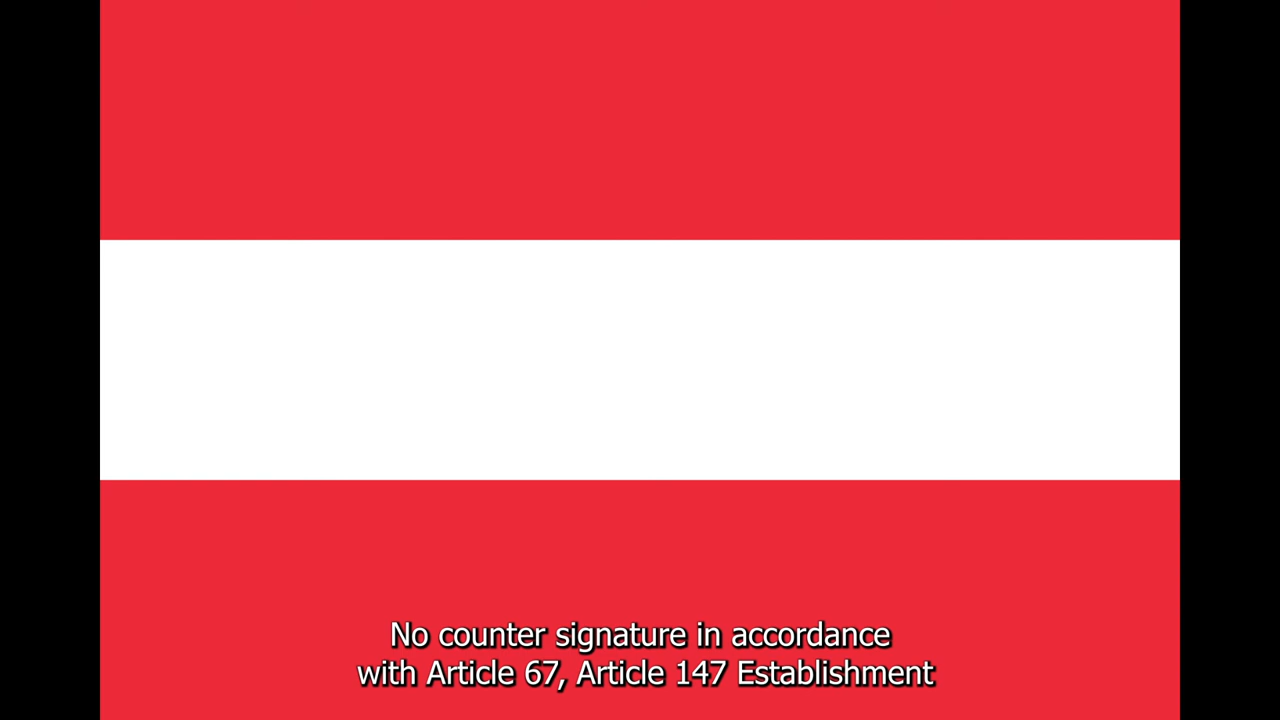 No counter signature in accordance
with Article 67, Article 147 Establishment